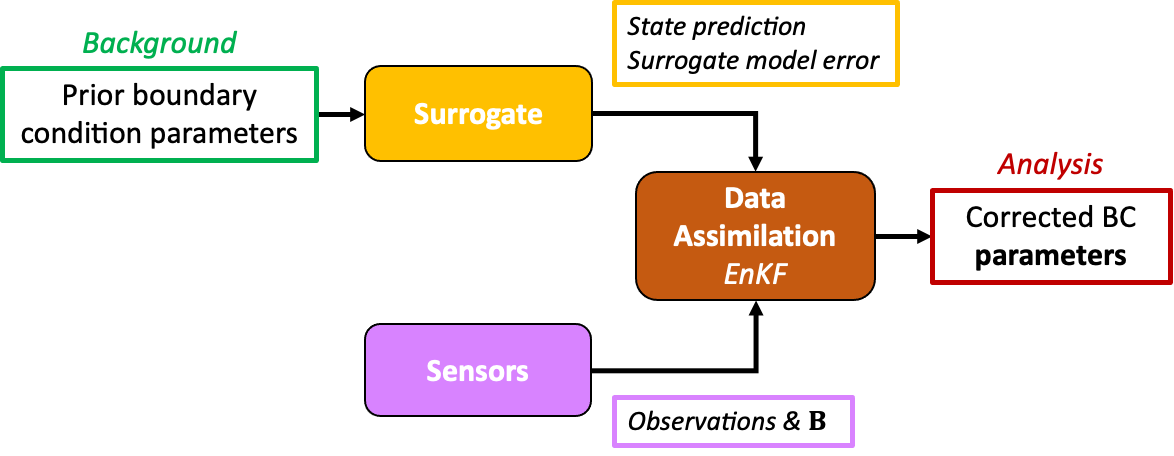 Background
Prior boundary
condition parameters
Surrogate
State prediction
Surrogate model error
Data
Assimilation
EnKF
Analysis
Corrected BC
parameters
Sensors
Observations & B